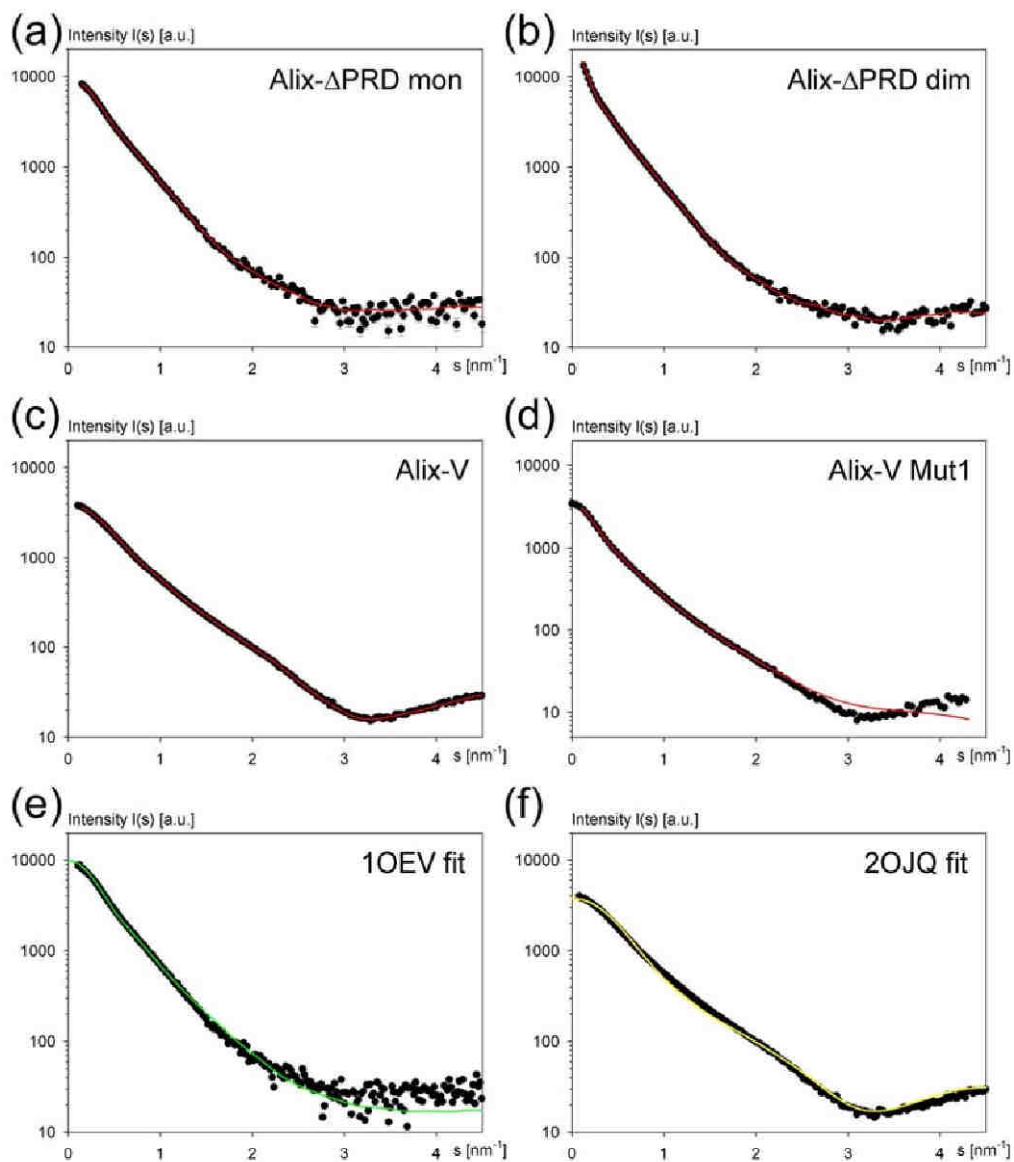 (a)
Intensity I(s) [a.u.]
Alix-ΔPRD mon
10000
1000
100
10
0 1 2 3 4 s [nm⁻¹]
(b)
Intensity I(s) [a.u.]
Alix-ΔPRD dim
10000
1000
100
10
0 1 2 3 4 s [nm⁻¹]
(c)
Intensity I(s) [a.u.]
Alix-V
10000
1000
100
10
0 1 2 3 4 s [nm⁻¹]
(d)
Intensity I(s) [a.u.]
Alix-V Mut1
10000
1000
100
10
0 1 2 3 4 s [nm⁻¹]
(e)
Intensity I(s) [a.u.]
1OEV fit
10000
1000
100
10
0 1 2 3 4 s [nm⁻¹]
(f)
Intensity I(s) [a.u.]
2OJQ fit
10000
1000
100
10
0 1 2 3 4 s [nm⁻¹]